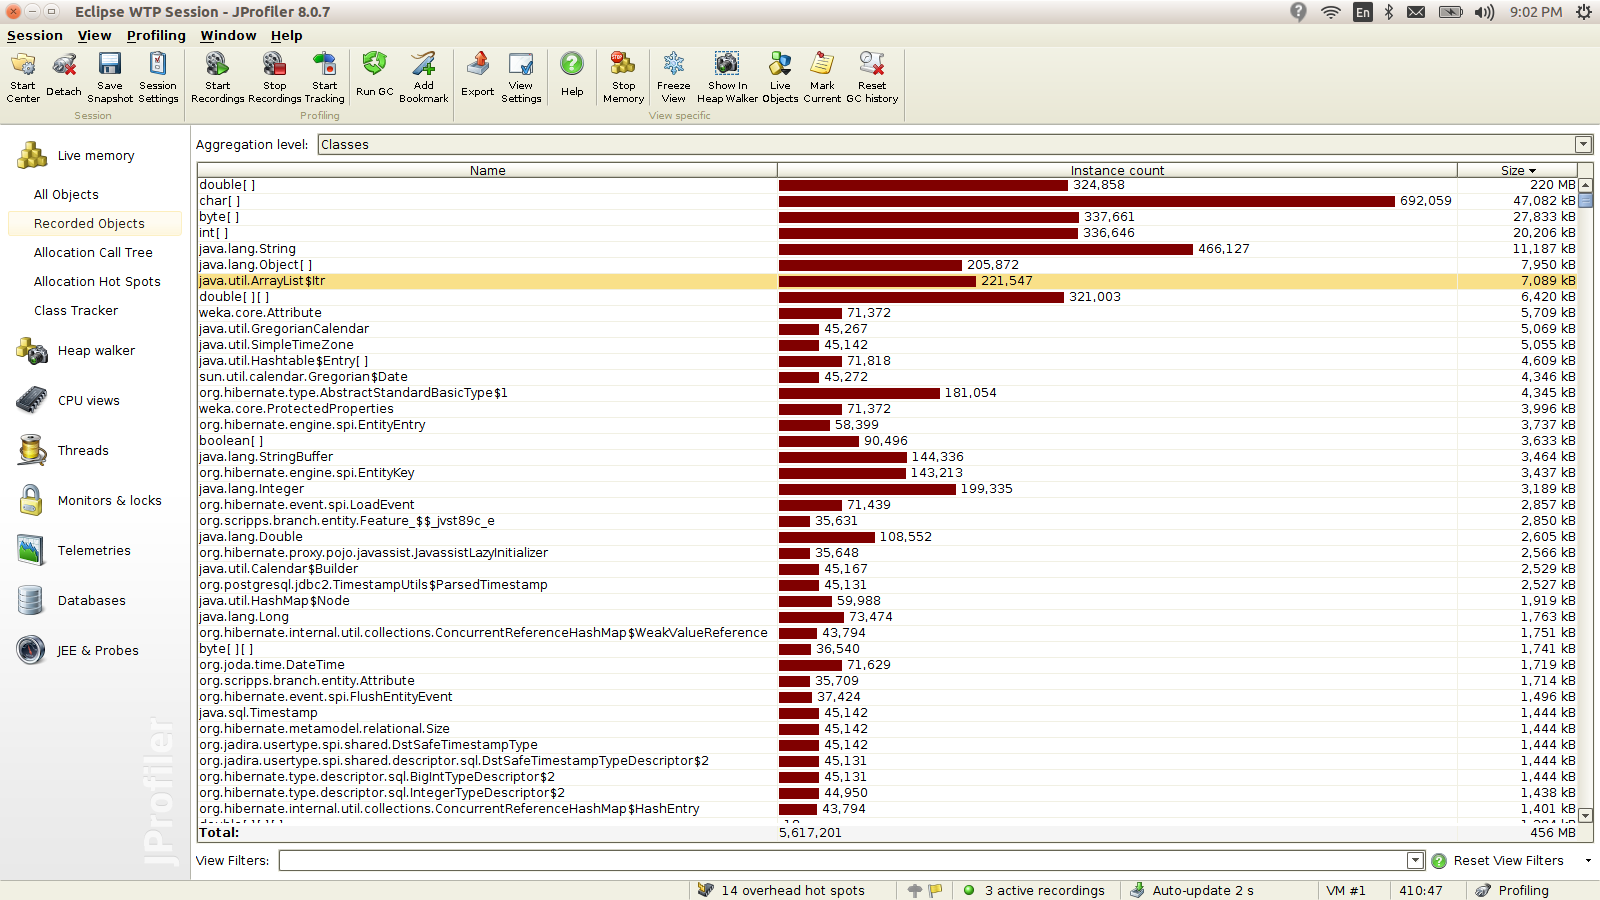 Eclipse WTP Session - JProfiler 8.0.7
En
9:02 PM
Session View Profiling Window Help
Start Center
Detach
Save Snapshot
Session Settings
Start Recordings
Stop Recordings
Start Tracking
Run GC
Add Bookmark
Export
View Settings
Help
Stop Memory
Freeze View
Show In Heap Walker
Live Objects
Mark Current
Reset GC history
Session
Profiling
View specific
Live memory
All Objects
Recorded Objects
Allocation Call Tree
Allocation Hot Spots
Class Tracker
Heap walker
CPU views
Threads
Monitors & locks
Telemetries
Databases
JEE & Probes
JProfiler
Aggregation level: Classes
Name Instance count Size
double[ ] 324,858 220 MB
char[ ] 692,059 47,082 kB
byte[ ] 337,661 27,833 kB
int[ ] 336,646 20,206 kB
java.lang.String 466,127 11,187 kB
java.lang.Object[ ] 205,872 7,950 kB
java.util.ArrayList$Itr 221,547 7,089 kB
double[ ][ ] 321,003 6,420 kB
weka.core.Attribute 71,372 5,709 kB
java.util.GregorianCalendar 45,267 5,069 kB
java.util.SimpleTimeZone 45,142 5,055 kB
java.util.Hashtable$Entry[ ] 71,818 4,609 kB
sun.util.calendar.Gregorian$Date 45,272 4,346 kB
org.hibernate.type.AbstractStandardBasicType$1 181,054 4,345 kB
weka.core.ProtectedProperties 71,372 3,996 kB
org.hibernate.engine.spi.EntityEntry 58,399 3,737 kB
boolean[ ] 90,496 3,633 kB
java.lang.StringBuffer 144,336 3,464 kB
org.hibernate.engine.spi.EntityKey 143,213 3,437 kB
java.lang.Integer 199,335 3,189 kB
org.hibernate.event.spi.LoadEvent 71,439 2,857 kB
org.scripps.branch.entity.Feature_$$_jvst89c_e 35,631 2,850 kB
java.lang.Double 108,552 2,605 kB
org.hibernate.proxy.pojo.javassist.JavassistLazyInitializer 35,648 2,566 kB
java.util.Calendar$Builder 45,167 2,529 kB
org.postgresql.jdbc2.TimestampUtils$ParsedTimestamp 45,131 2,527 kB
java.util.HashMap$Node 59,988 1,919 kB
java.lang.Long 73,474 1,763 kB
org.hibernate.internal.util.collections.ConcurrentReferenceHashMap$WeakValueReference 43,794 1,751 kB
byte[ ][ ] 36,540 1,741 kB
org.joda.time.DateTime 71,629 1,719 kB
org.scripps.branch.entity.Attribute 35,709 1,714 kB
org.hibernate.event.spi.FlushEntityEvent 37,424 1,496 kB
java.sql.Timestamp 45,142 1,444 kB
org.hibernate.metamodel.relational.Size 45,142 1,444 kB
org.jadira.usertype.spi.shared.DstSafeTimestampType 45,142 1,444 kB
org.jadira.usertype.spi.shared.descriptor.sql.DstSafeTimestampTypeDescriptor$2 45,131 1,444 kB
org.hibernate.type.descriptor.sql.BigIntTypeDescriptor$2 45,131 1,444 kB
org.hibernate.type.descriptor.sql.IntegerTypeDescriptor$2 44,950 1,438 kB
org.hibernate.internal.util.collections.ConcurrentReferenceHashMap$HashEntry 43,794 1,401 kB
Total: 5,617,201 456 MB
View Filters: Reset View Filters
14 overhead hot spots 3 active recordings Auto-update 2 s VM #1 410:47 Profiling